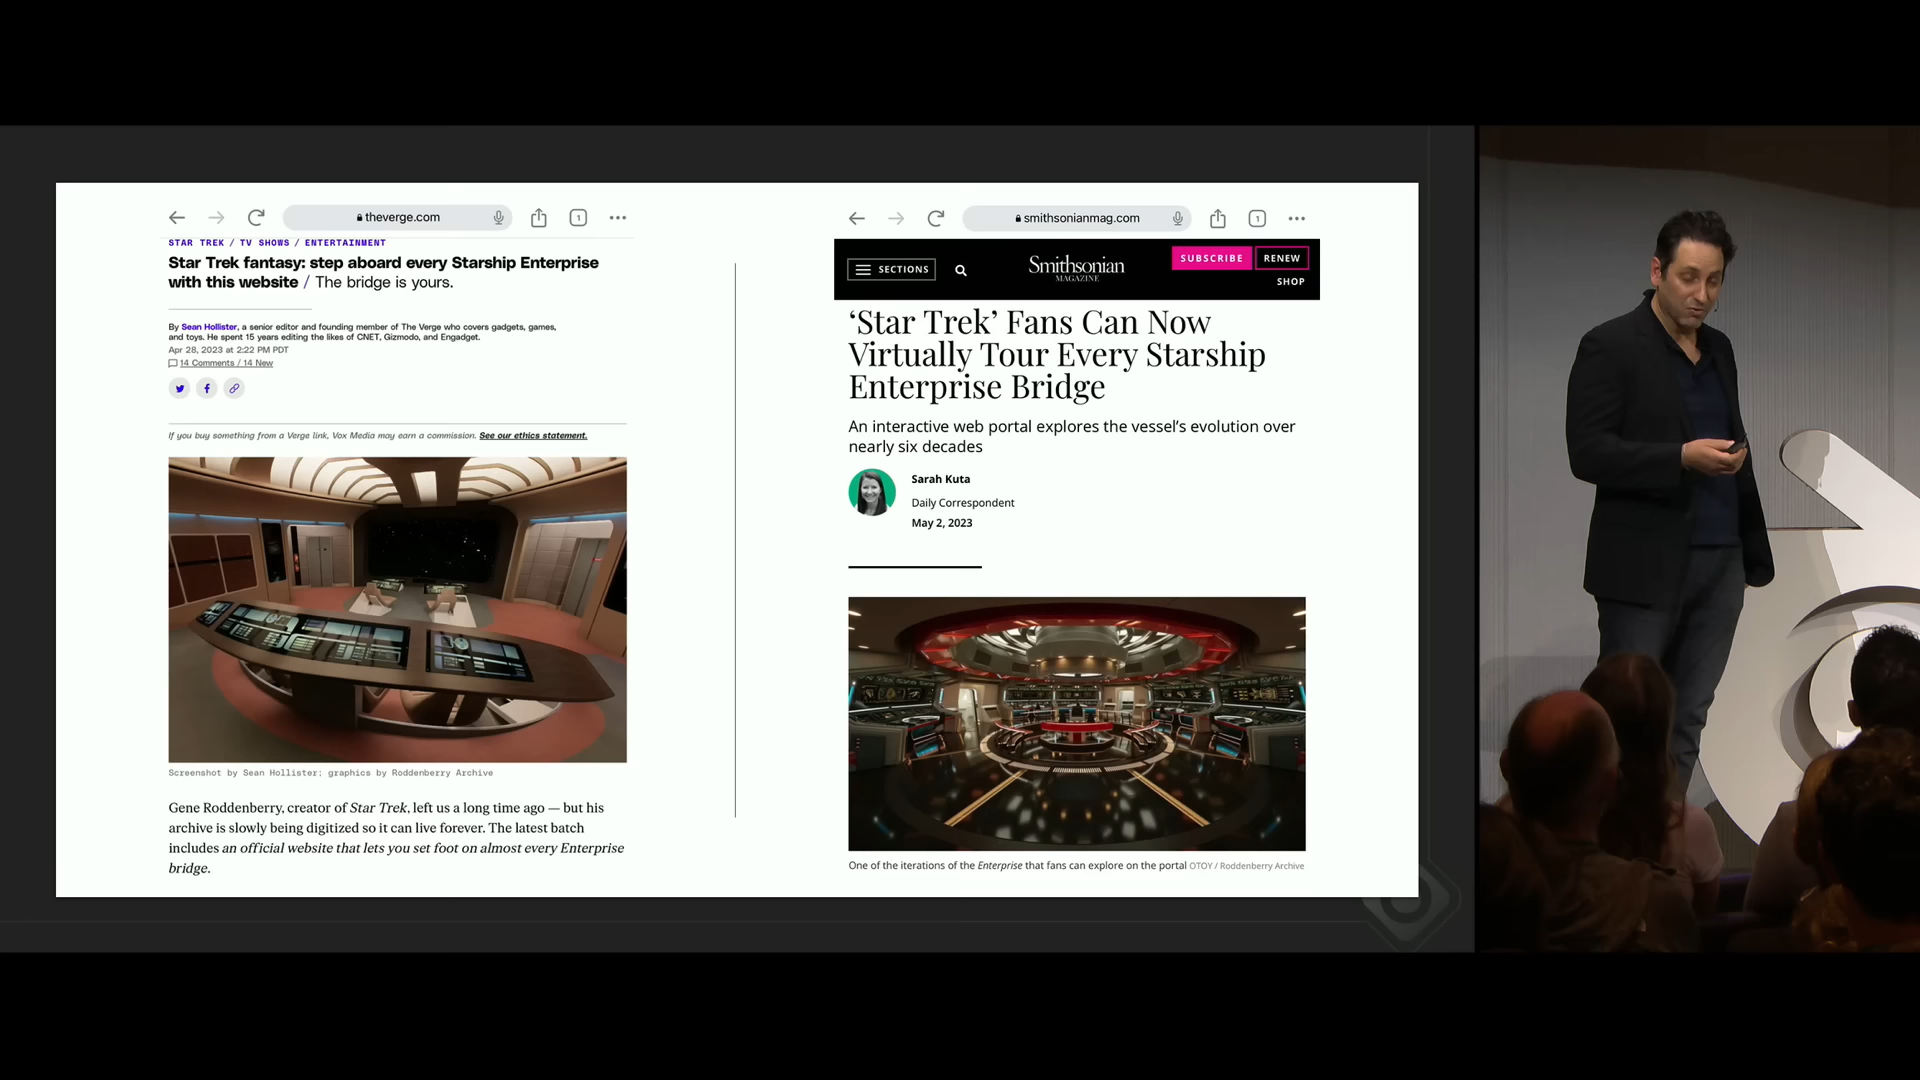 theverge.com
1
STAR TREK / TV SHOWS / ENTERTAINMENT
Star Trek fantasy: step aboard every Starship Enterprise
with this website / The bridge is yours.
By Sean Hollister, a senior editor and founding member of The Verge who covers gadgets, games,
and toys. He spent 15 years editing the likes of CNET, Gizmodo, and Engadget.
Apr 28, 2023 at 2:22 PM PDT
14 Comments / 14 New
If you buy something from a Verge link, Vox Media may earn a commission. See our ethics statement.
Screenshot by Sean Hollister; graphics by Roddenberry Archive
Gene Roddenberry, creator of Star Trek, left us a long time ago — but his
archive is slowly being digitized so it can live forever. The latest batch
includes an official website that lets you set foot on almost every Enterprise
bridge.
smithsonianmag.com
1
SECTIONS
Smithsonian
MAGAZINE
SUBSCRIBE
RENEW
SHOP
‘Star Trek’ Fans Can Now
Virtually Tour Every Starship
Enterprise Bridge
An interactive web portal explores the vessel’s evolution over
nearly six decades
Sarah Kuta
Daily Correspondent
May 2, 2023
One of the iterations of the Enterprise that fans can explore on the portal OTOY / Roddenberry Archive